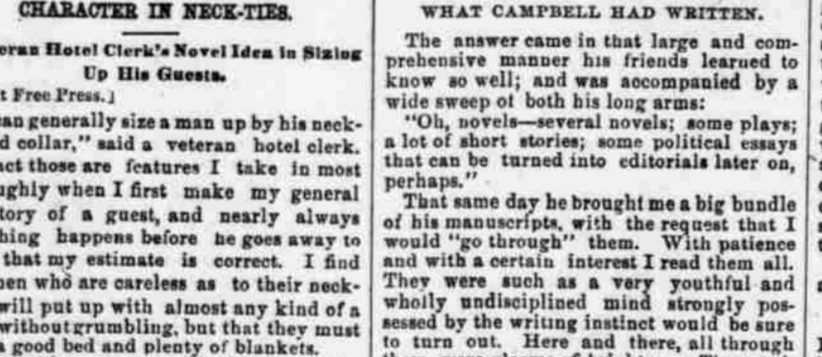 CHARACTER IN NECK-TIES.
eran Hotel Clerk's Novel Idea in Sizing
Up His Guests.
t Free Press.]
an generally size a man up by his neck-
d collar," said a veteran hotel clerk.
act those are features I take in most
ughly when I first make my general
tory of a guest, and nearly always
hing happens before he goes away to
that my estimate is correct. I find
nen who are careless as to their neck-
will put up with almost any kind of a
without grumbling, but that they must
a good bed and plenty of blankets.
WHAT CAMPBELL HAD WRITTEN.
The answer came in that large and com-
prehensive manner his friends learned to
know so well; and was accompanied by a
wide sweep of both his long arms:
"Oh, novels—several novels; some plays;
a lot of short stories; some political essays
that can be turned into editorials later on,
perhaps."
That same day he brought me a big bundle
of his manuscripts, with the request that I
would "go through" them. With patience
and with a certain interest I read them all.
They were such as a very youthful and
wholly undisciplined mind strongly pos-
sessed by the writing instinct would be sure
to turn out. Here and there, all through